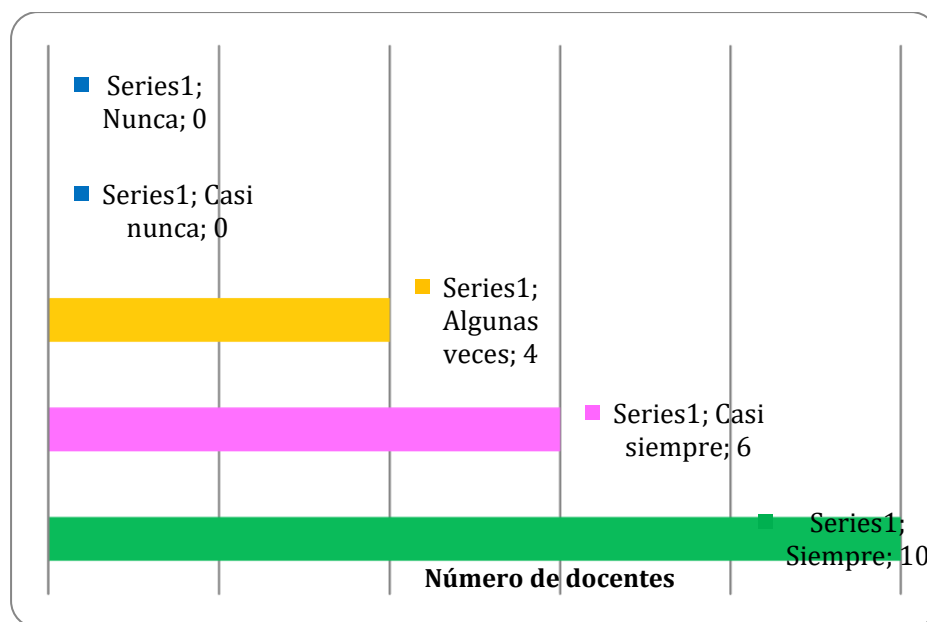 Series1;
Nunca; 0
Series1; Casi
nunca; 0
Series1;
Algunas
veces; 4
Series1; Casi
siempre; 6
Series1;
Siempre; 10
Número de docentes